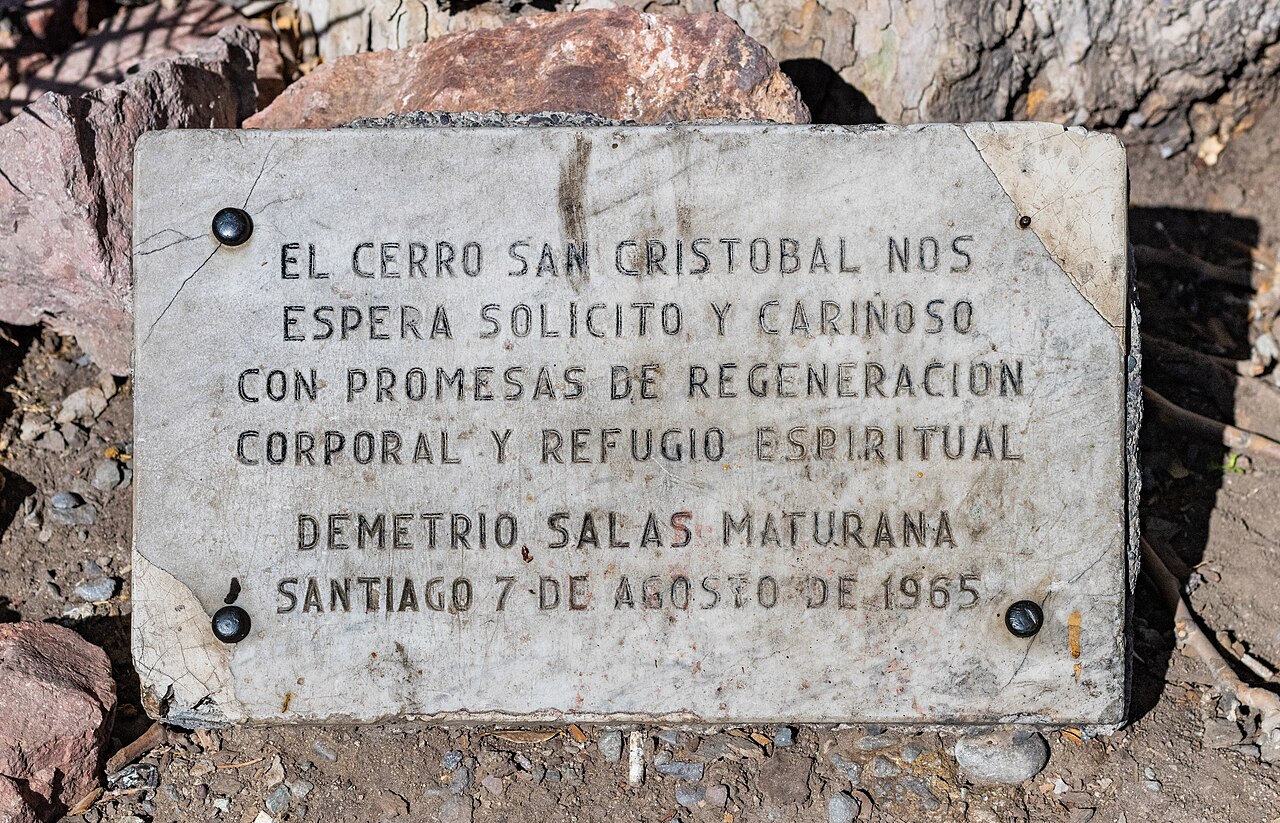 EL CERRO SAN CRISTOBAL NOS
ESPERA SOLICITO Y CARIÑOSO
CON PROMESAS DE REGENERACION
CORPORAL Y REFUGIO ESPIRITUAL
DEMETRIO SALAS MATURANA
SANTIAGO 7 DE AGOSTO DE 1965